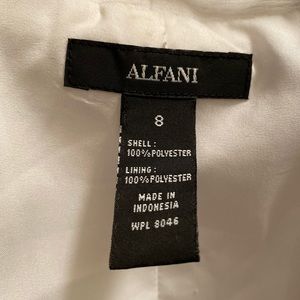 ALFANI
8
SHELL:
100%POLYESTER
LINING:
100%POLYESTER
MADE IN
INDONESIA
WPL 8046